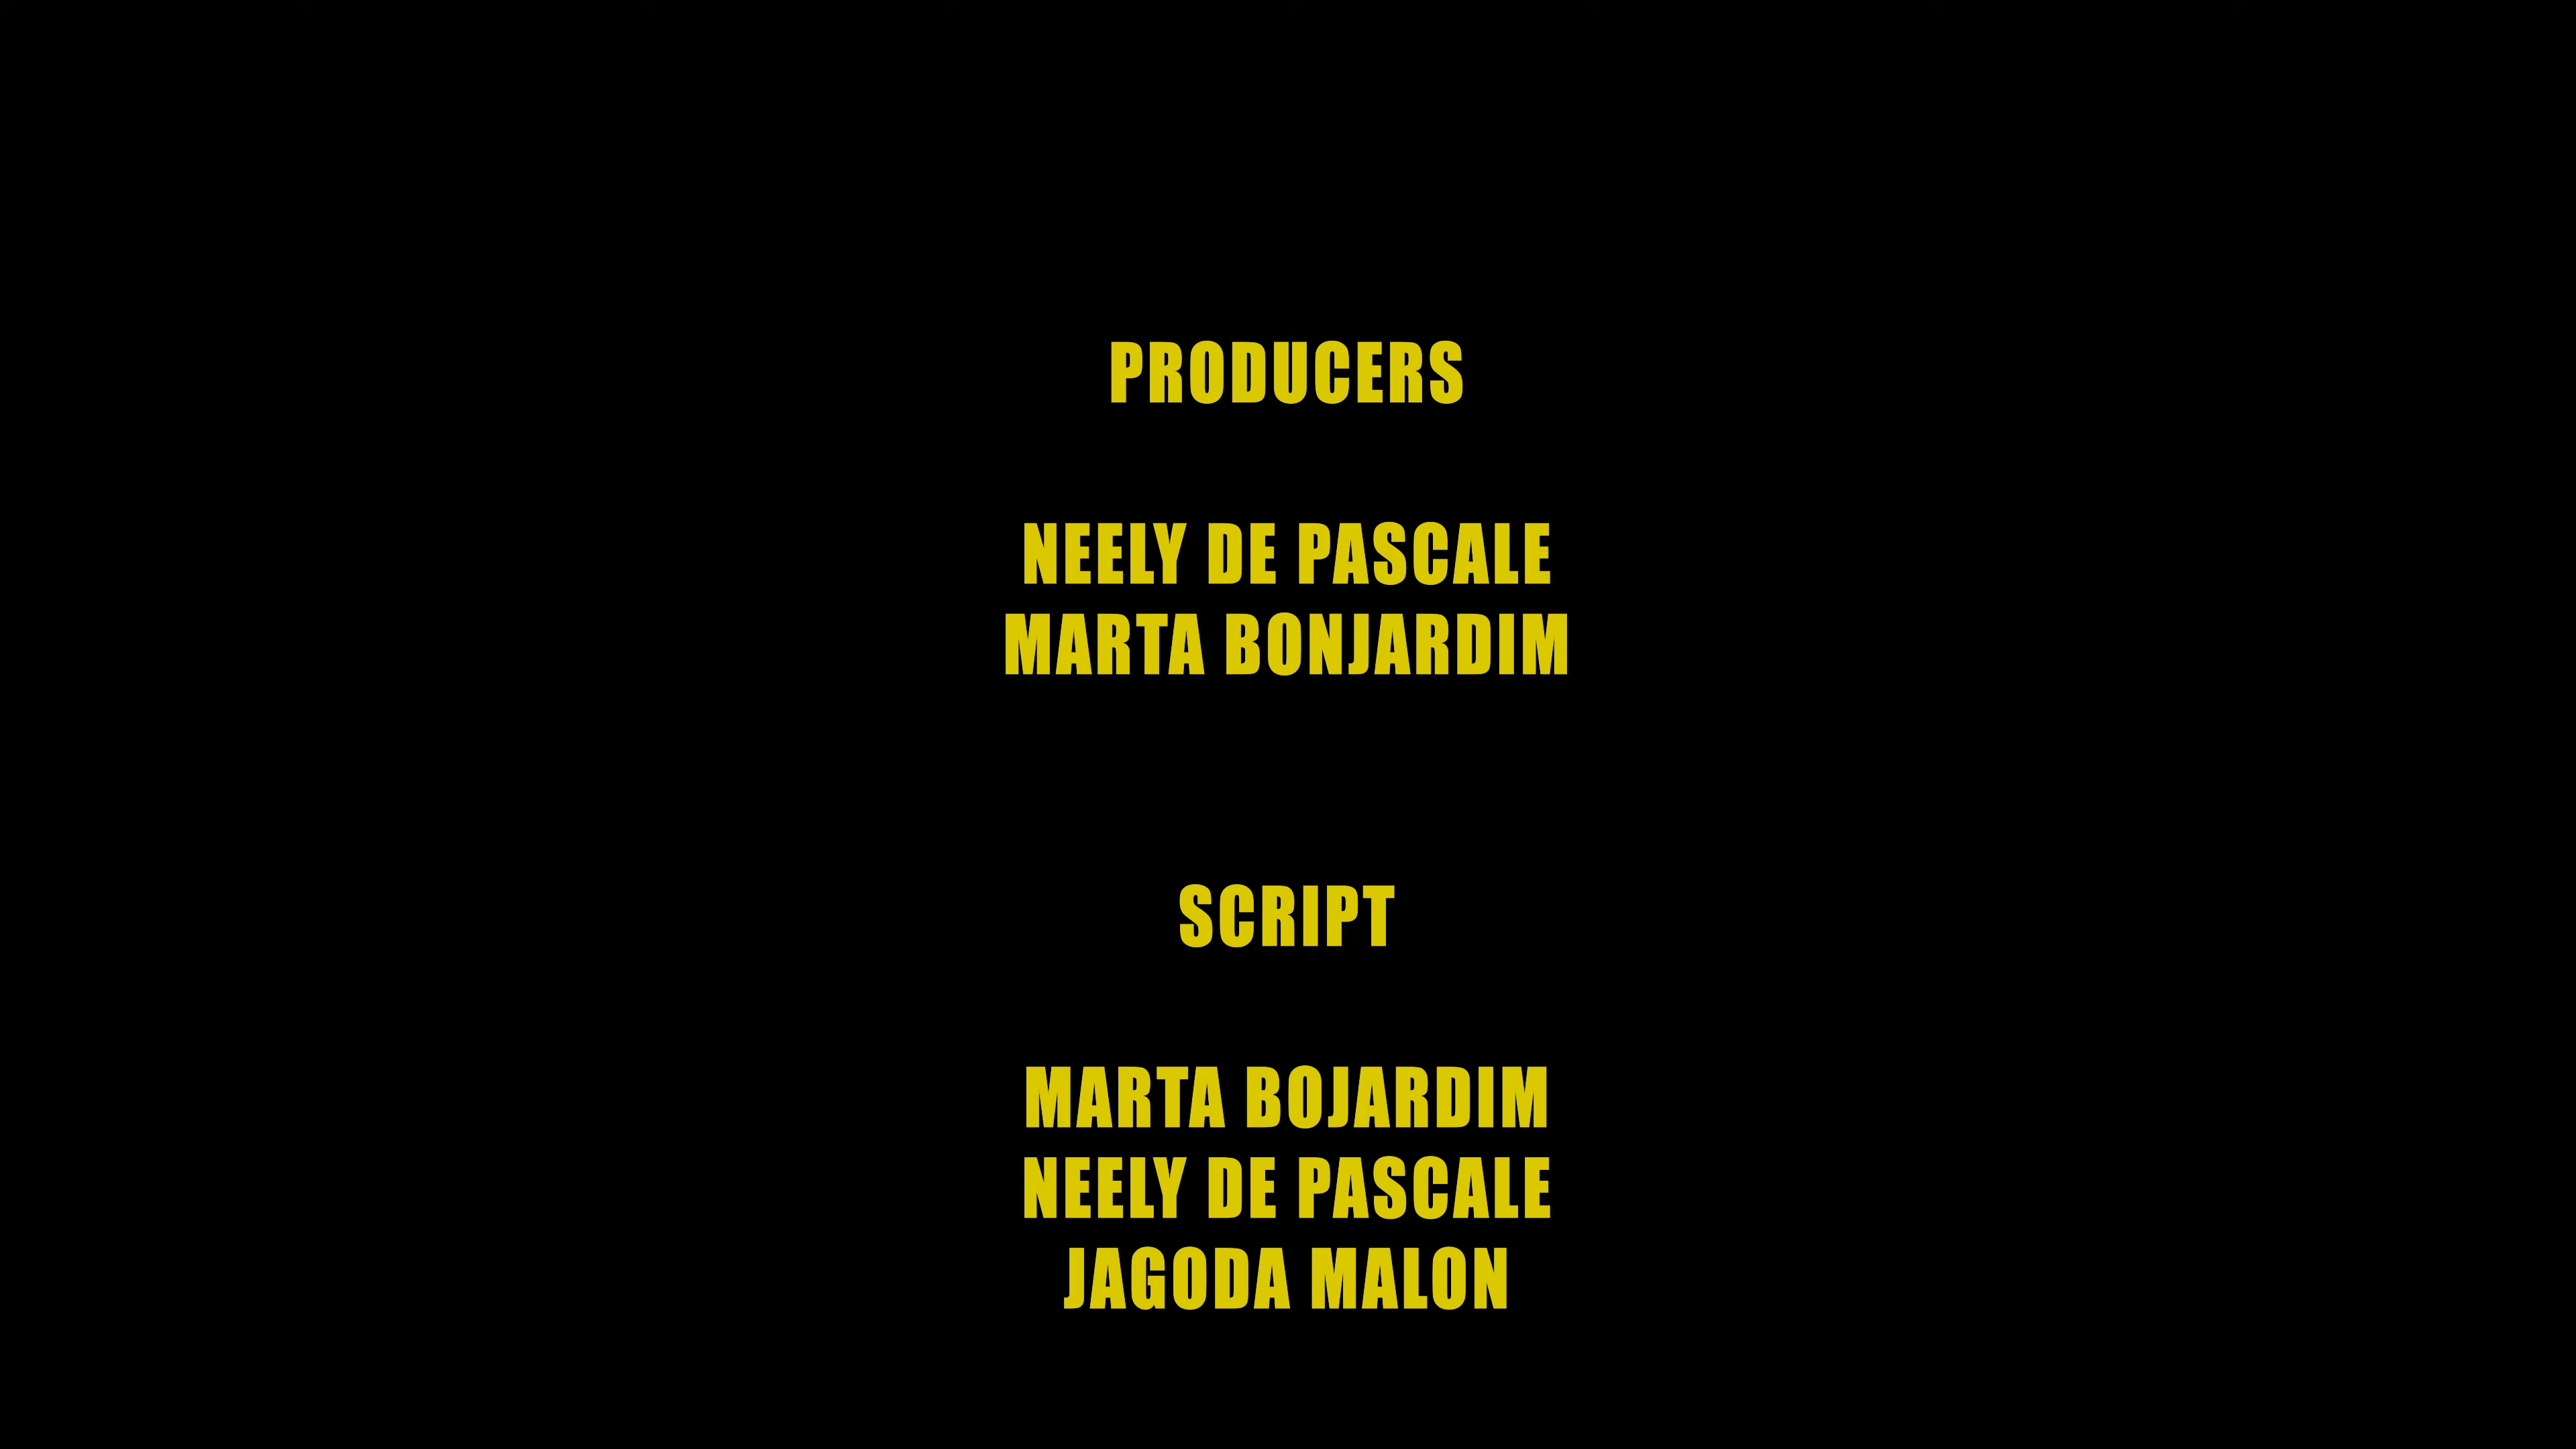 PRODUCERS
NEELY DE PASCALE
MARTA BONJARDIM
SCRIPT
MARTA BOJARDIM
NEELY DE PASCALE
JAGODA MALON